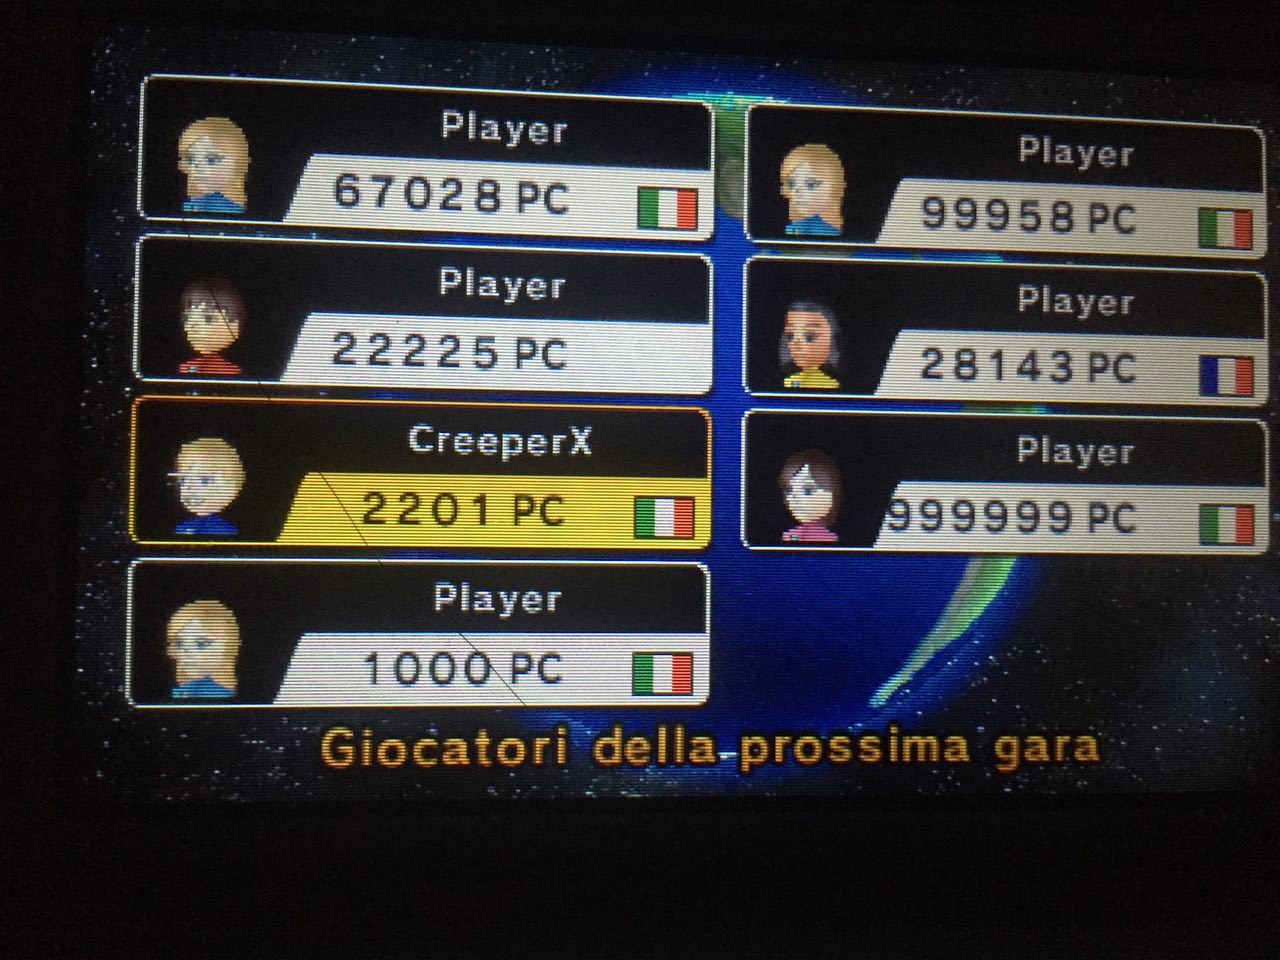 Player
67028 PC
Player
22225 PC
CreeperX
2201 PC
Player
1000 PC
Player
99958 PC
Player
28143 PC
Player
999999 PC
Giocatori della prossima gara